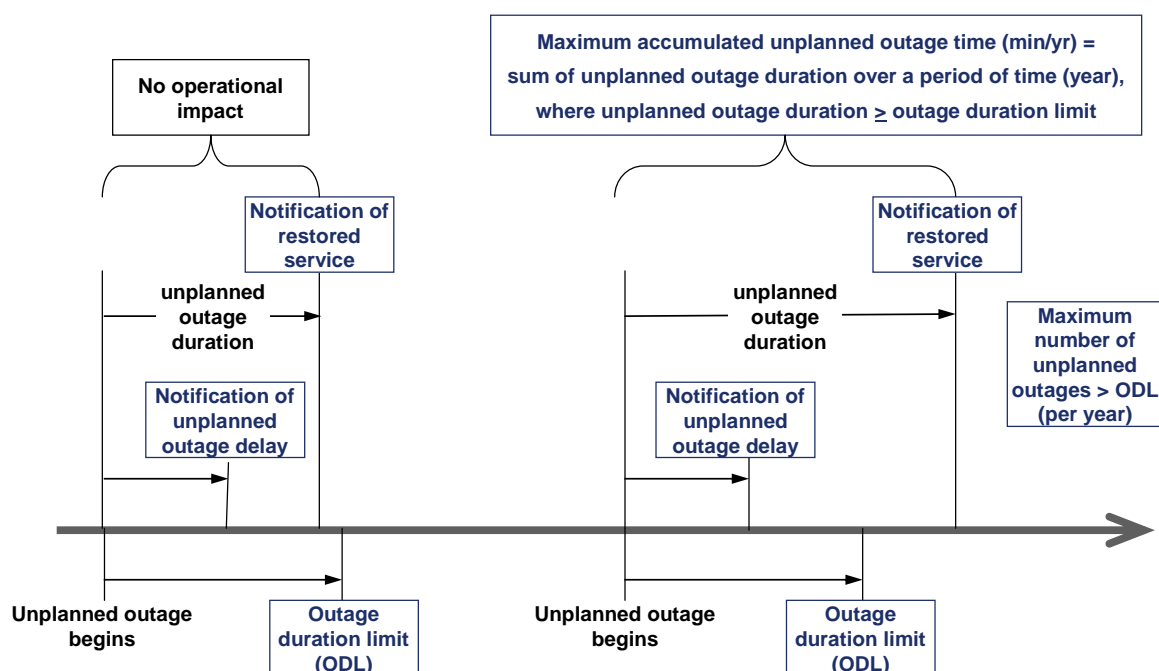 No operational
impact
Maximum accumulated unplanned outage time (min/yr) =
sum of unplanned outage duration over a period of time (year),
where unplanned outage duration ≥ outage duration limit
Notification of
restored
service
unplanned
outage
duration
Notification of
unplanned
outage delay
Notification of
restored
service
unplanned
outage
duration
Notification of
unplanned
outage delay
Maximum
number of
unplanned
outages > ODL
(per year)
Unplanned outage
begins
Outage
duration limit
(ODL)
Unplanned outage
begins
Outage
duration limit
(ODL)